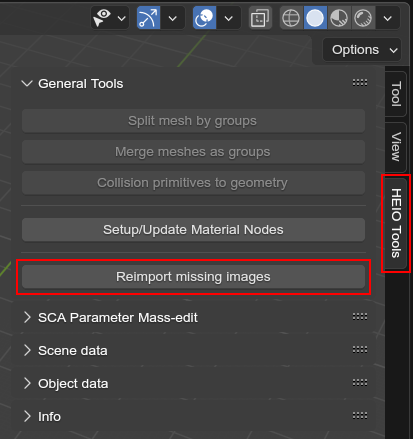 Options
General Tools
Split mesh by groups
Merge meshes as groups
Collision primitives to geometry
Setup/Update Material Nodes
Reimport missing images
SCA Parameter Mass-edit
Scene data
Object data
Info
Tool
View
HEIO Tools